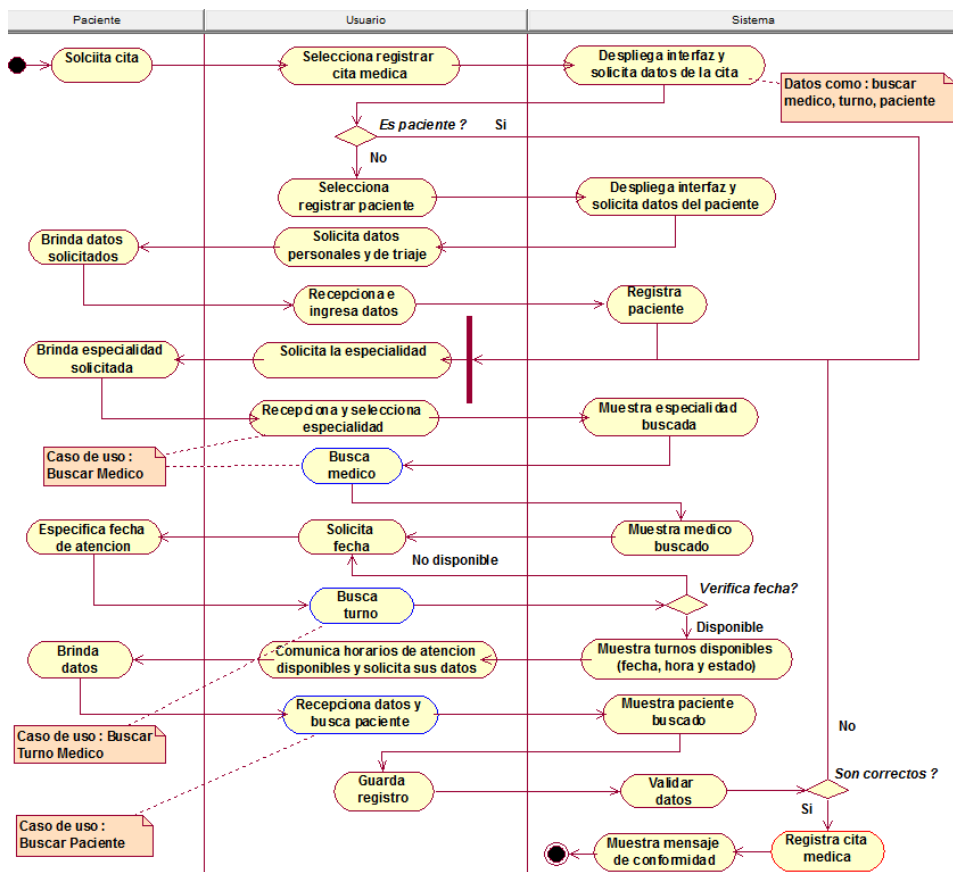 Paciente
Usuario
Sistema
Solciita cita
Selecciona registrar
cita medica
Despliega interfaz y
solicita datos de la cita
Datos como : buscar
medico, turno, paciente
Es paciente ?
Si
No
Selecciona
registrar paciente
Despliega interfaz y
solicita datos del paciente
Brinda datos
solicitados
Solicita datos
personales y de triaje
Recepciona e
ingresa datos
Registra
paciente
Brinda especialidad
solicitada
Solicita la especialidad
Recepciona y selecciona
especialidad
Muestra especialidad
buscada
Caso de uso :
Buscar Medico
Busca
medico
Especifica fecha
de atencion
Solicita
fecha
Muestra medico
buscado
No disponible
Verifica fecha?
Busca
turno
Disponible
Brinda
datos
Comunica horarios de atencion
disponibles y solicita sus datos
Muestra turnos disponibles
(fecha, hora y estado)
Recepciona datos y
busca paciente
Muestra paciente
buscado
Caso de uso : Buscar
Turno Medico
No
Son correctos ?
Guarda
registro
Validar
datos
Si
Caso de uso :
Buscar Paciente
Muestra mensaje
de conformidad
Registra cita
medica